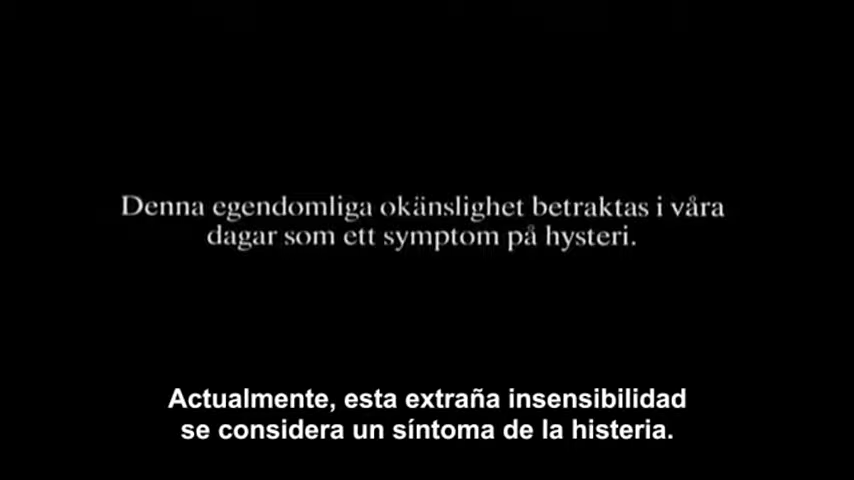 Denna egendomliga okänslighet betraktas i våra
dagar som ett symptom på hysteri.
Actualmente, esta extraña insensibilidad
se considera un síntoma de la histeria.